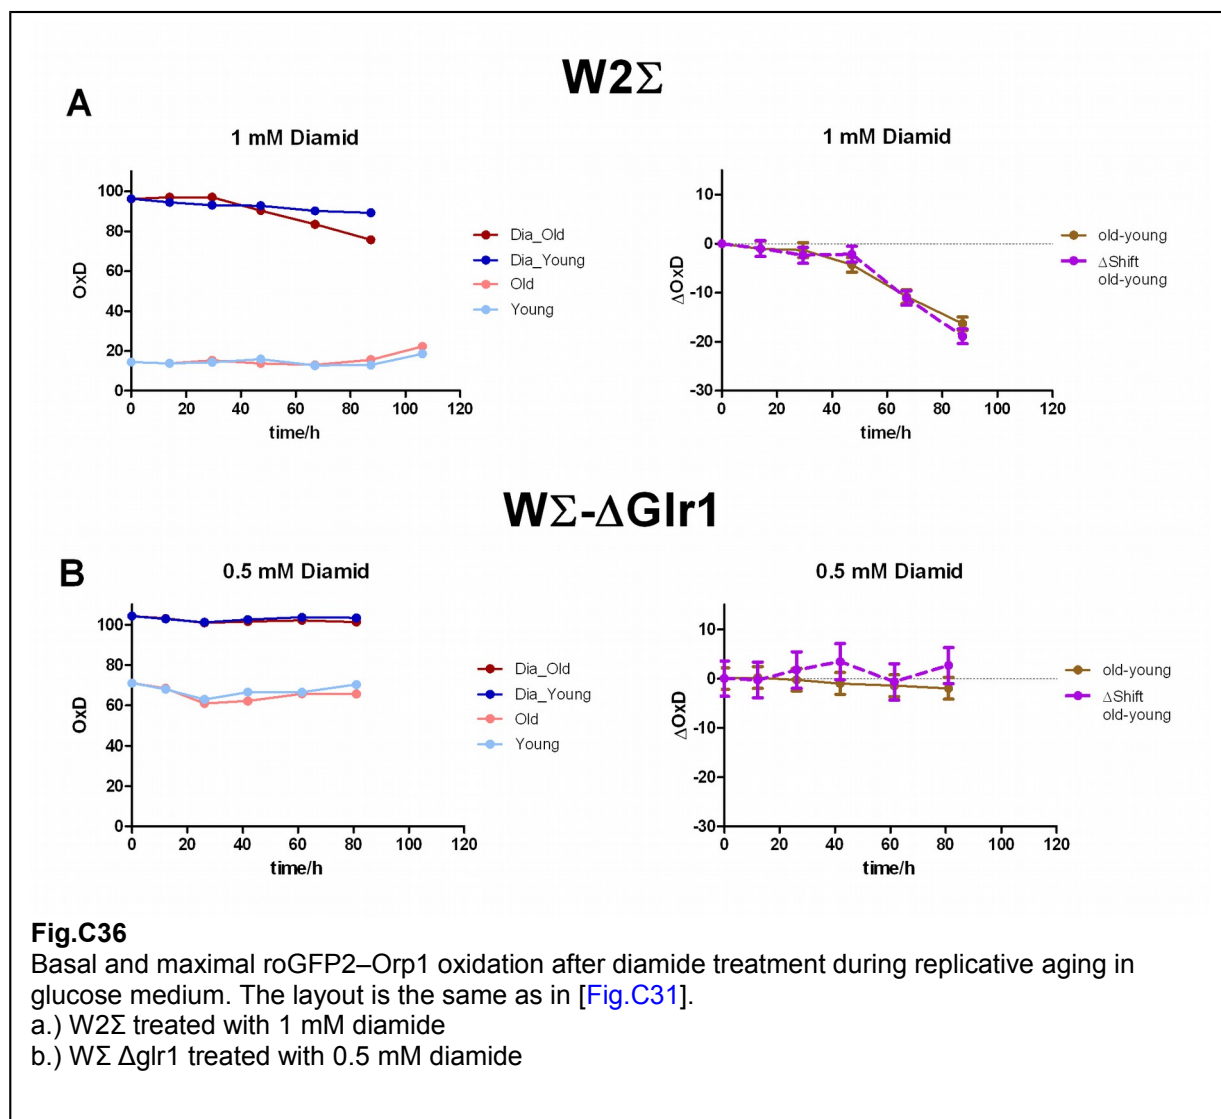 W2Σ
A
1 mM Diamid
100
80
60
40
20
0
OxD
0 20 40 60 80 100 120
time/h
Dia_Old
Dia_Young
Old
Young
1 mM Diamid
10
0
-10
-20
-30
ΔOxD
0 20 40 60 80 100 120
time/h
old-young
ΔShift
old-young
WΣ-ΔGlr1
B
0.5 mM Diamid
100
80
60
40
20
0
OxD
0 20 40 60 80 100 120
time/h
Dia_Old
Dia_Young
Old
Young
0.5 mM Diamid
10
0
-10
-20
-30
ΔOxD
0 20 40 60 80 100 120
time/h
old-young
ΔShift
old-young
Fig.C36
Basal and maximal roGFP2–Orp1 oxidation after diamide treatment during replicative aging in
glucose medium. The layout is the same as in [Fig.C31].
a.) W2Σ treated with 1 mM diamide
b.) WΣ Δglr1 treated with 0.5 mM diamide